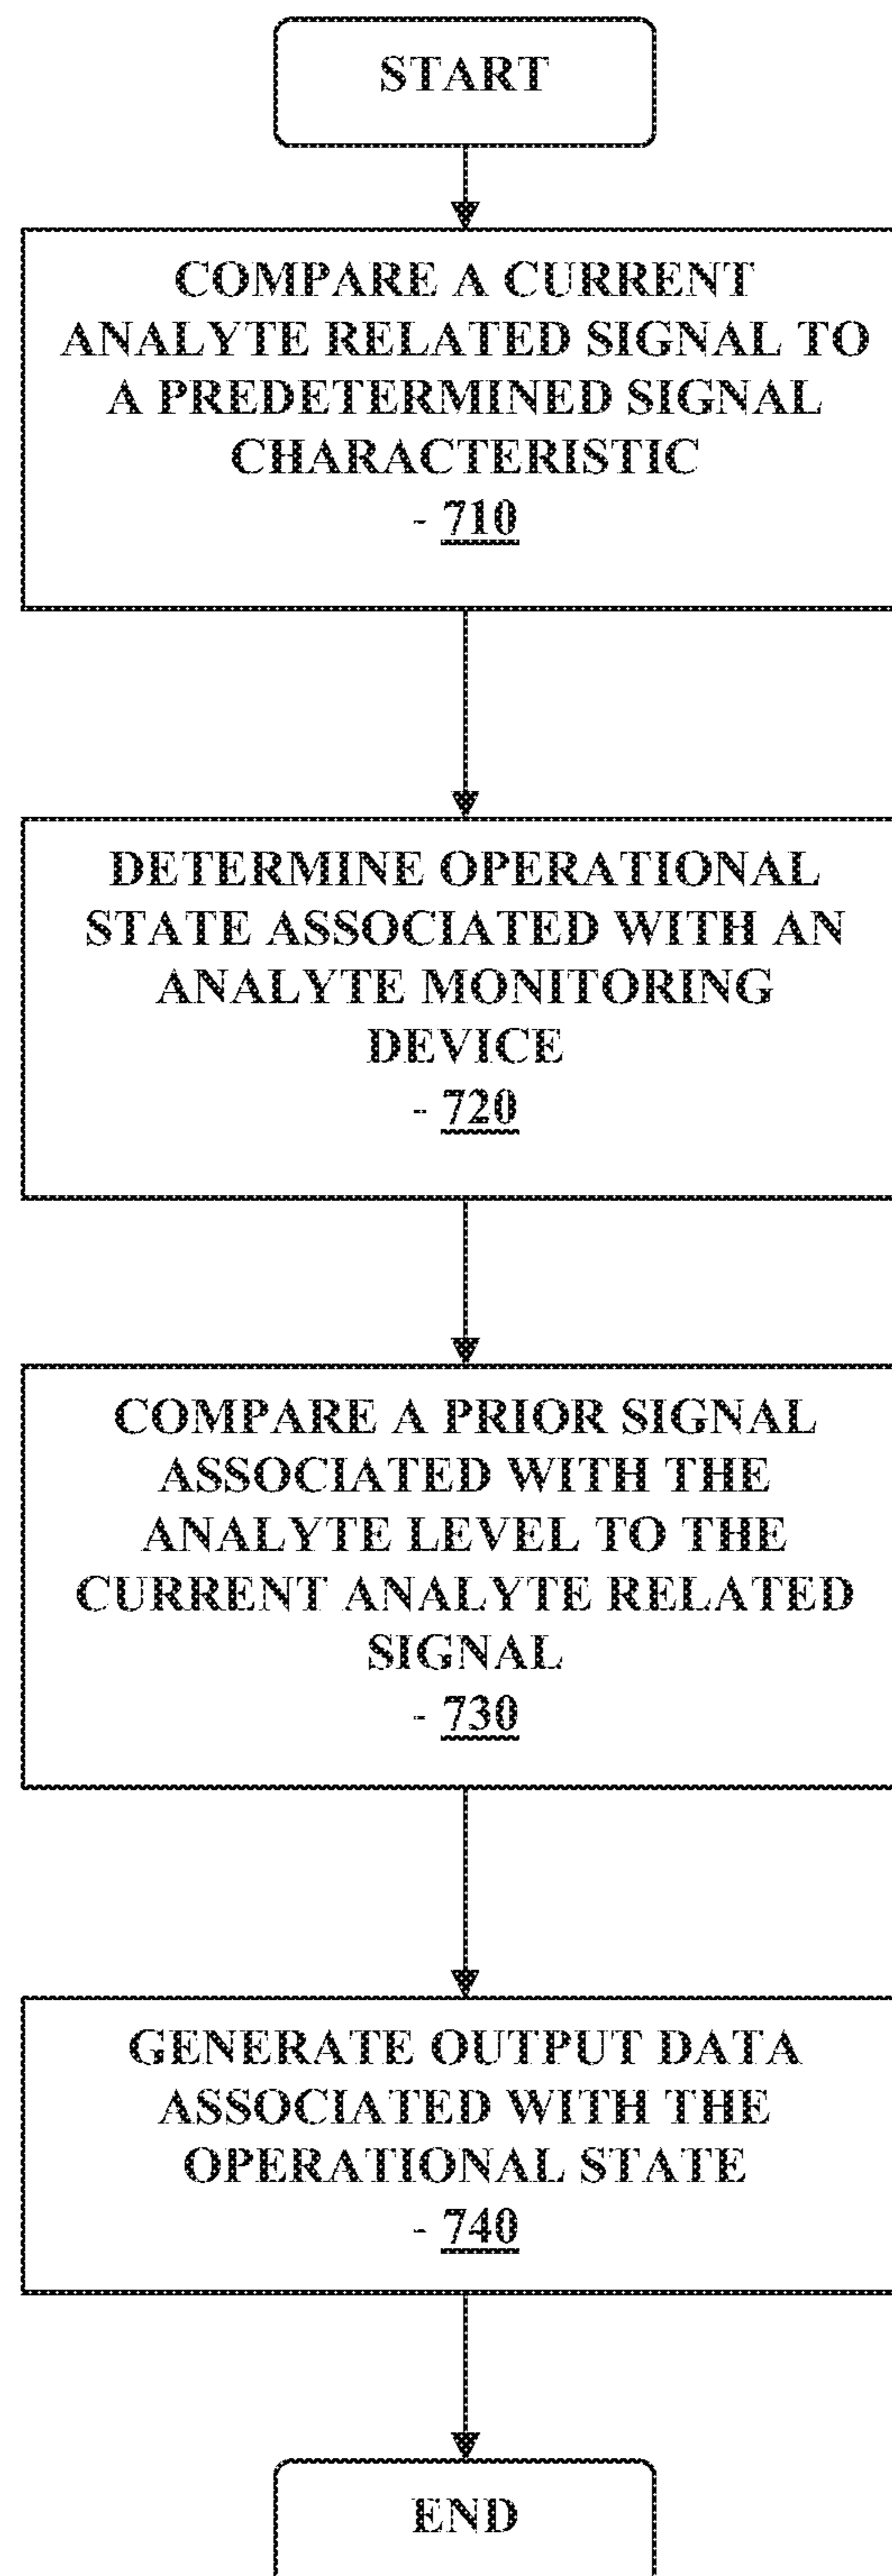 START
COMPARE A CURRENT
ANALYTE RELATED SIGNAL TO
A PREDETERMINED SIGNAL
CHARACTERISTIC
- 710
DETERMINE OPERATIONAL
STATE ASSOCIATED WITH AN
ANALYTE MONITORING
DEVICE
- 720
COMPARE A PRIOR SIGNAL
ASSOCIATED WITH THE
ANALYTE LEVEL TO THE
CURRENT ANALYTE RELATED
SIGNAL
- 730
GENERATE OUTPUT DATA
ASSOCIATED WITH THE
OPERATIONAL STATE
- 740
END